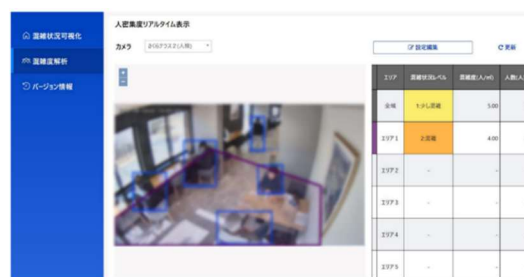 人密集度リアルタイム表示
混雑状況可視化
混雑度解析
バージョン情報
カメラ
設定編集
更新
エリア 混雑状況レベル 混雑度(人/㎡) 人数(人
全域 1:少し混雑 5.00
エリア1 2:混雑 4.00
エリア2 - -
エリア3 - -
エリア4 - -
エリア5 - -